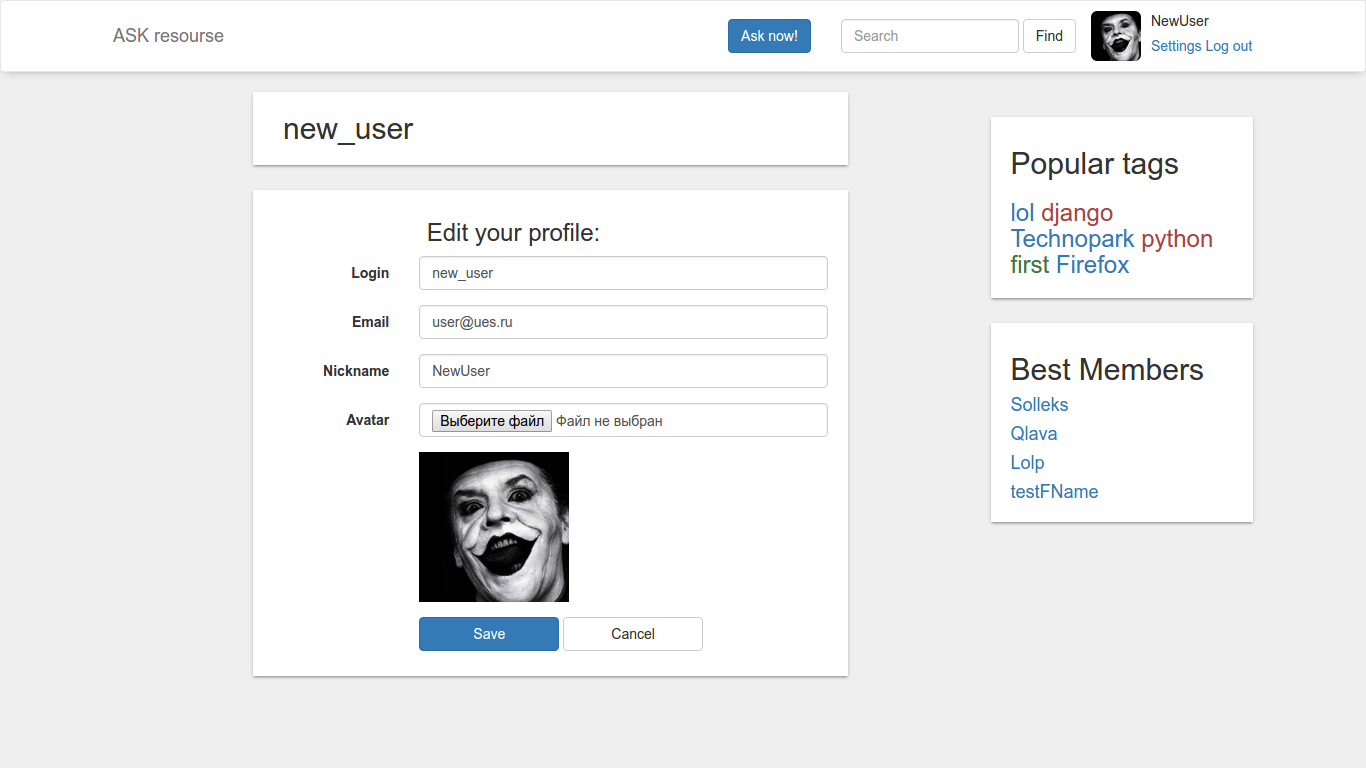 ASK resourse
Ask now!
Search
Find
NewUser
Settings Log out
new_user
Edit your profile:
Login new_user
Email user@ues.ru
Nickname NewUser
Avatar Выберите файл Файл не выбран
Save Cancel
Popular tags
lol django
Technopark python
first Firefox
Best Members
Solleks
Qlava
Lolp
testFName